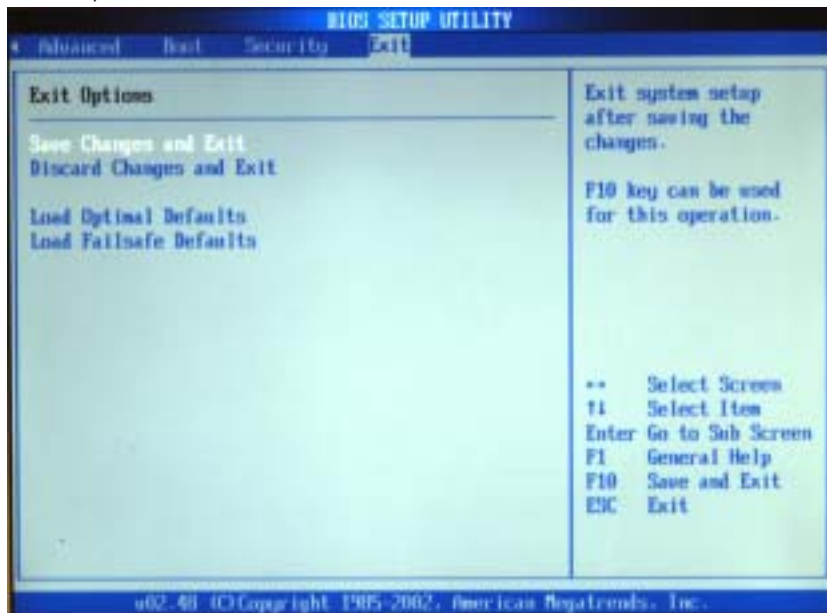 BIOS SETUP UTILITY
Advanced Boot Security Exit
Exit Options
Save Changes and Exit
Discard Changes and Exit
Load Optimal Defaults
Load Failsafe Defaults
Exit system setup
after saving the
changes.
F10 key can be used
for this operation.
↔ Select Screen
↑↓ Select Item
Enter Go to Sub Screen
F1 General Help
F10 Save and Exit
ESC Exit
v02.48 (C)Copyright 1985-2002, American Megatrends, Inc.